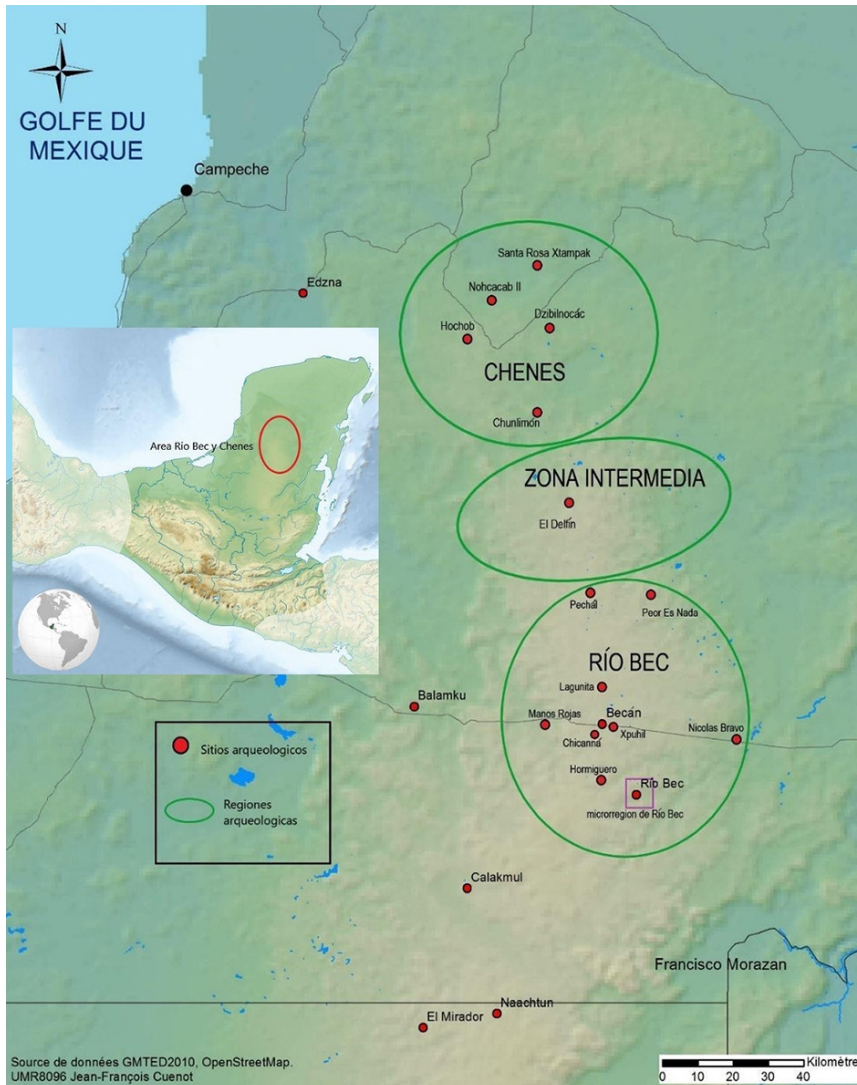 N
GOLFE DU
MEXIQUE
Campeche
Edzna
Santa Rosa Xtampak
Nohcacab II
Dzibilnocác
Hochob
CHENES
Chunlimón
Area Río Bec y Chenes
ZONA INTERMEDIA
El Delfín
Pechál
Peor Es Nada
RÍO BEC
Lagunita
Balamku
Manos Rojas
Becán
Xpuhil
Nicolas Bravo
Chicanná
Hormiguero
Río Bec
microrregion de Río Bec
Sitios arqueologicos
Regiones
arqueologicas
Calakmul
Francisco Morazan
Naachtun
El Mirador
Source de données GMTED2010, OpenStreetMap.
UMR8096 Jean-François Cuenot
Kilomètre
0 10 20 30 40